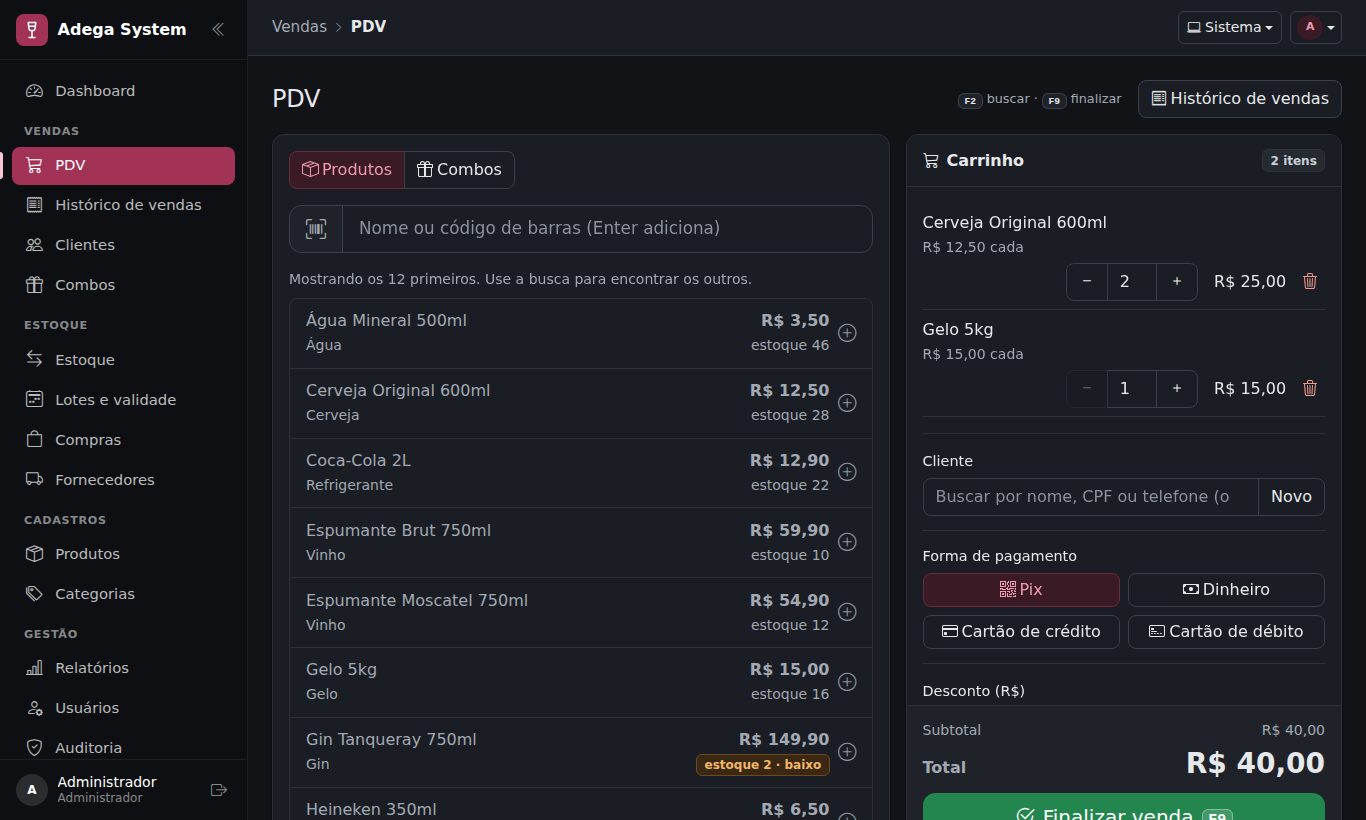 Adega System
Dashboard
VENDAS
PDV
Histórico de vendas
Clientes
Combos
ESTOQUE
Estoque
Lotes e validade
Compras
Fornecedores
CADASTROS
Produtos
Categorias
GESTÃO
Relatórios
Usuários
Auditoria
A
Administrador
Administrador
Vendas > PDV
Sistema
A
PDV
F2 buscar · F9 finalizar
Histórico de vendas
Produtos
Combos
Nome ou código de barras (Enter adiciona)
Mostrando os 12 primeiros. Use a busca para encontrar os outros.
Água Mineral 500ml R$ 3,50
Água estoque 46
Cerveja Original 600ml R$ 12,50
Cerveja estoque 28
Coca-Cola 2L R$ 12,90
Refrigerante estoque 22
Espumante Brut 750ml R$ 59,90
Vinho estoque 10
Espumante Moscatel 750ml R$ 54,90
Vinho estoque 12
Gelo 5kg R$ 15,00
Gelo estoque 16
Gin Tanqueray 750ml R$ 149,90
Gin estoque 2 · baixo
Heineken 350ml R$ 6,50
Carrinho 2 itens
Cerveja Original 600ml
R$ 12,50 cada
− 2 + R$ 25,00
Gelo 5kg
R$ 15,00 cada
− 1 + R$ 15,00
Cliente
Buscar por nome, CPF ou telefone (o Novo
Forma de pagamento
Pix Dinheiro
Cartão de crédito Cartão de débito
Desconto (R$)
Subtotal R$ 40,00
Total R$ 40,00
Finalizar venda F9